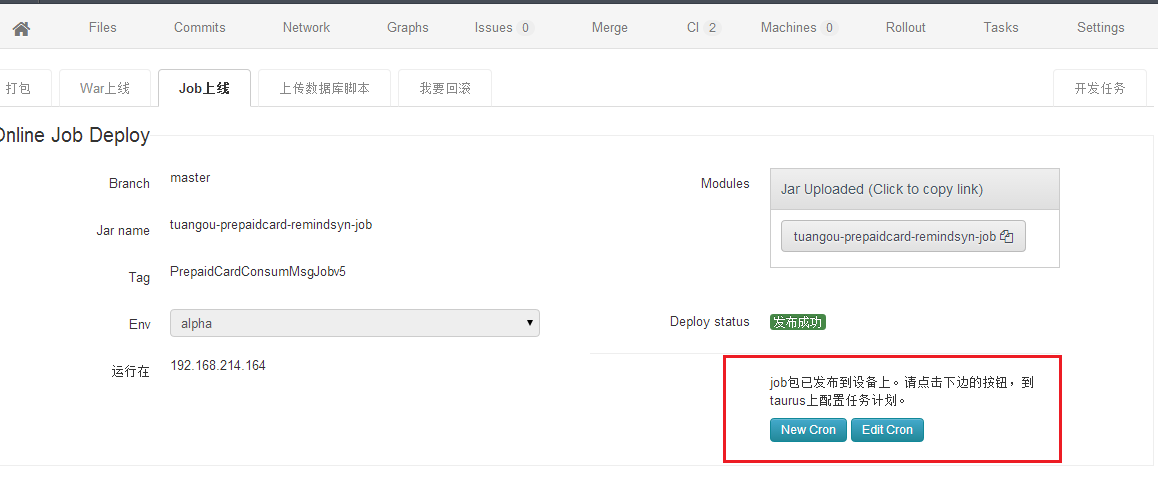 Files Commits Network Graphs Issues 0 Merge CI 2 Machines 0 Rollout Tasks Settings
打包 War上线 Job上线 上传数据库脚本 我要回滚 开发任务
Online Job Deploy
Branch master
Modules Jar Uploaded (Click to copy link)
Jar name tuangou-prepaidcard-remindsyn-job
tuangou-prepaidcard-remindsyn-job
Tag PrepaidCardConsumMsgJobv5
Env alpha
Deploy status 发布成功
运行在 192.168.214.164
job包已发布到设备上。请点击下边的按钮，到
taurus上配置任务计划。
New Cron Edit Cron